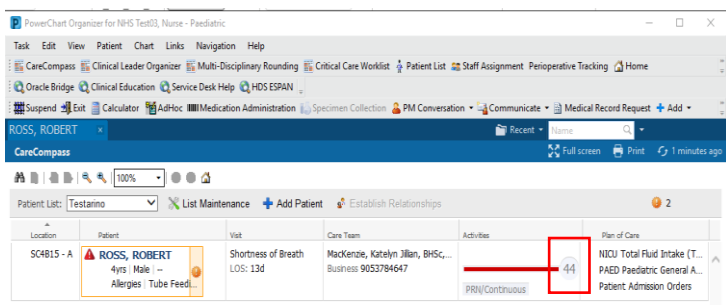 PowerChart Organizer for NHS Test03, Nurse - Paediatric
Task Edit View Patient Chart Links Navigation Help
CareCompass Clinical Leader Organizer Multi-Disciplinary Rounding Critical Care Worklist Patient List Staff Assignment Perioperative Tracking Home
Oracle Bridge Clinical Education Service Desk Help HDS ESPAN
Suspend Exit Calculator AdHoc Medication Administration Specimen Collection PM Conversation Communicate Medical Record Request Add
ROSS, ROBERT × Recent Name
CareCompass Full screen Print 1 minutes ago
100%
Patient List: Testarino List Maintenance Add Patient Establish Relationships 2
Location Patient Visit Care Team Activities Plan of Care
SC4B15 - A ROSS, ROBERT Shortness of Breath MacKenzie, Katelyn Jillian, BHSc,... 44 NICU Total Fluid Intake (T...
4yrs | Male | -- LOS: 13d Business 9053784647 PAED Paediatric General A...
Allergies | Tube Feedi... PRN/Continuous Patient Admission Orders